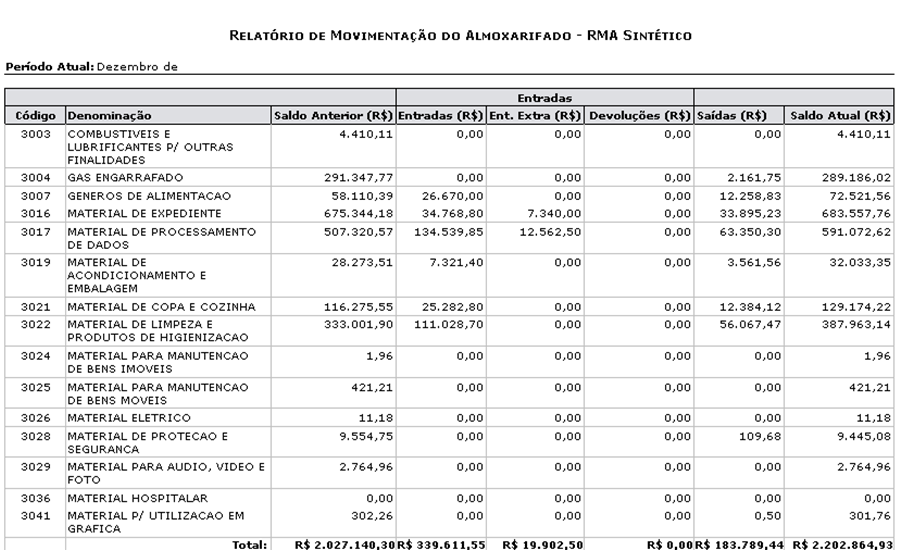 RELATÓRIO DE MOVIMENTAÇÃO DO ALMOXARIFADO - RMA SINTÉTICO
Período Atual: Dezembro de
Entradas
Código Denominação Saldo Anterior (R$) Entradas (R$) Ent. Extra (R$) Devoluções (R$) Saídas (R$) Saldo Atual (R$)
3003 COMBUSTIVEIS E 4.410,11 0,00 0,00 0,00 0,00 4.410,11
LUBRIFICANTES P/ OUTRAS
FINALIDADES
3004 GAS ENGARRAFADO 291.347,77 0,00 0,00 0,00 2.161,75 289.186,02
3007 GENEROS DE ALIMENTACAO 58.110,39 26.670,00 0,00 0,00 12.258,83 72.521,56
3016 MATERIAL DE EXPEDIENTE 675.344,18 34.768,80 7.340,00 0,00 33.895,23 683.557,76
3017 MATERIAL DE PROCESSAMENTO 507.320,57 134.539,85 12.562,50 0,00 63.350,30 591.072,62
DE DADOS
3019 MATERIAL DE 28.273,51 7.321,40 0,00 0,00 3.561,56 32.033,35
ACONDICIONAMENTO E
EMBALAGEM
3021 MATERIAL DE COPA E COZINHA 116.275,55 25.282,80 0,00 0,00 12.384,12 129.174,22
3022 MATERIAL DE LIMPEZA E 333.001,90 111.028,70 0,00 0,00 56.067,47 387.963,14
PRODUTOS DE HIGIENIZACAO
3024 MATERIAL PARA MANUTENCAO 1,96 0,00 0,00 0,00 0,00 1,96
DE BENS IMOVEIS
3025 MATERIAL PARA MANUTENCAO 421,21 0,00 0,00 0,00 0,00 421,21
DE BENS MOVEIS
3026 MATERIAL ELETRICO 11,18 0,00 0,00 0,00 0,00 11,18
3028 MATERIAL DE PROTECAO E 9.554,75 0,00 0,00 0,00 109,68 9.445,08
SEGURANCA
3029 MATERIAL PARA AUDIO, VIDEO E 2.764,96 0,00 0,00 0,00 0,00 2.764,96
FOTO
3036 MATERIAL HOSPITALAR 0,00 0,00 0,00 0,00 0,00 0,00
3041 MATERIAL P/ UTILIZACAO EM 302,26 0,00 0,00 0,00 0,50 301,76
GRAFICA
Total: R$ 2.027.140,30 R$ 339.611,55 R$ 19.902,50 R$ 0,00 R$ 183.789,44 R$ 2.202.864,93